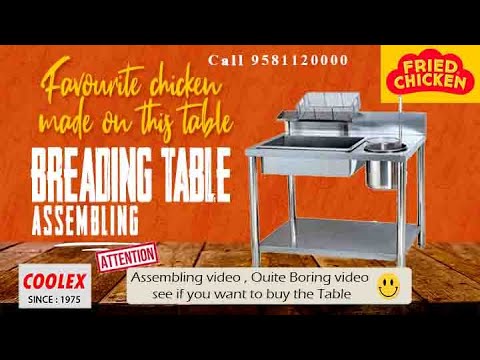 Call 9581120000
FRIED
CHICKEN
Favourite chicken
made on this table
BREADING TABLE
ASSEMBLING
ATTENTION
COOLEX
SINCE : 1975
Assembling video , Quite Boring video
see if you want to buy the Table